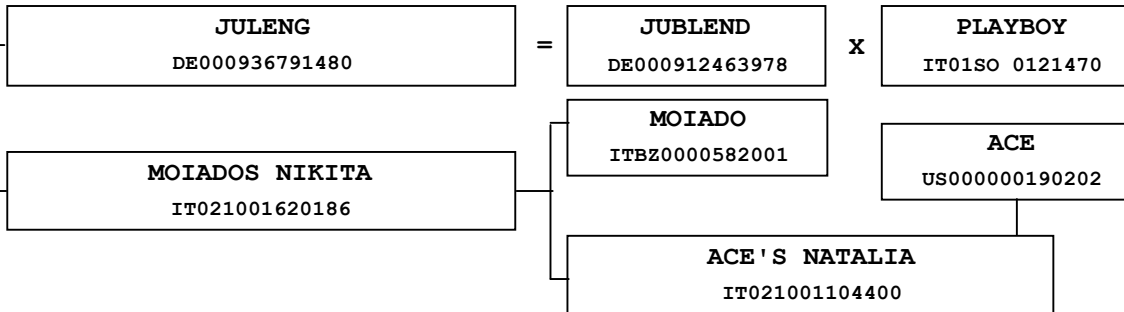 JULENG
DE000936791480
=
JUBLEND
DE000912463978
X
PLAYBOY
IT01SO 0121470
MOIADOS NIKITA
IT021001620186
MOIADO
ITBZ0000582001
ACE
US000000190202
ACE'S NATALIA
IT021001104400